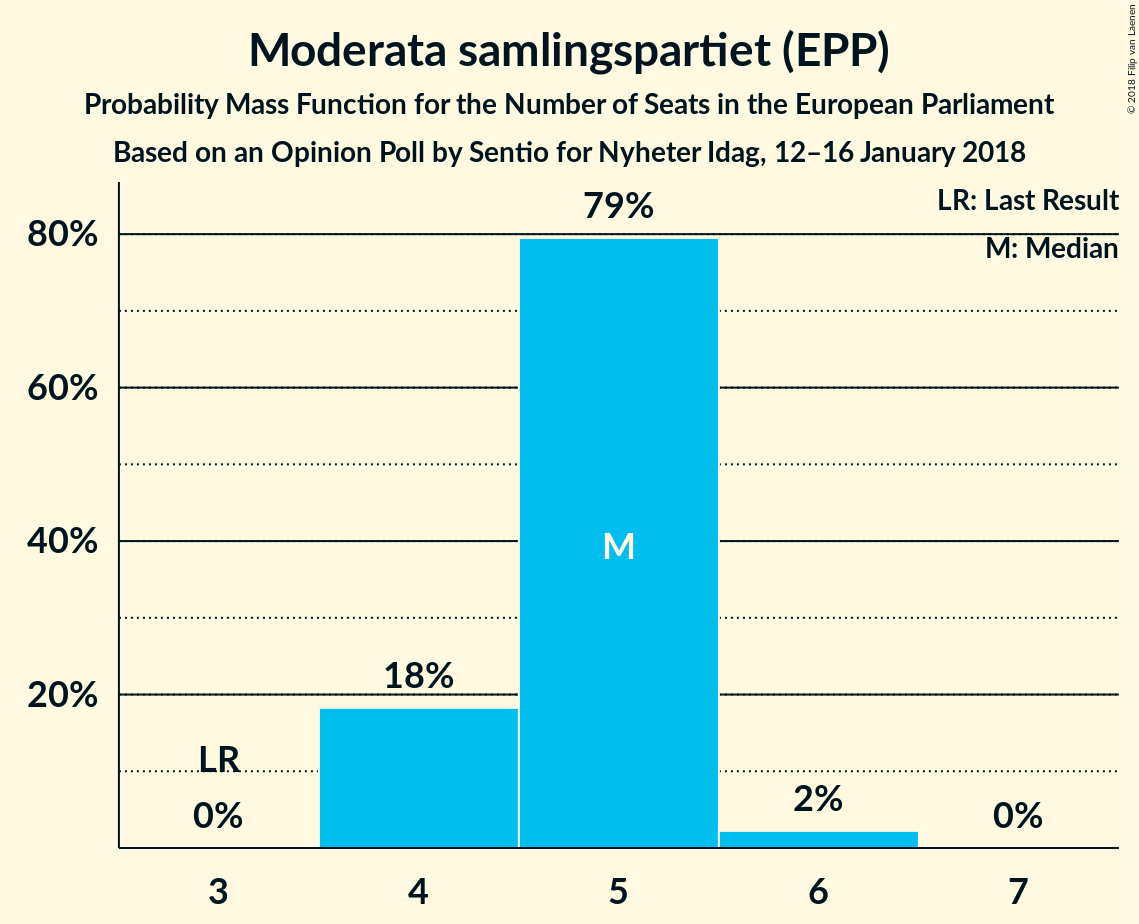 Moderata samlingspartiet (EPP)
Probability Mass Function for the Number of Seats in the European Parliament
Based on an Opinion Poll by Sentio for Nyheter Idag, 12–16 January 2018
© 2018 Filip van Laenen
LR: Last Result
M: Median
79%
80%
60%
40%
M
18%
20%
LR
0%
2%
0%
3
4
5
6
7